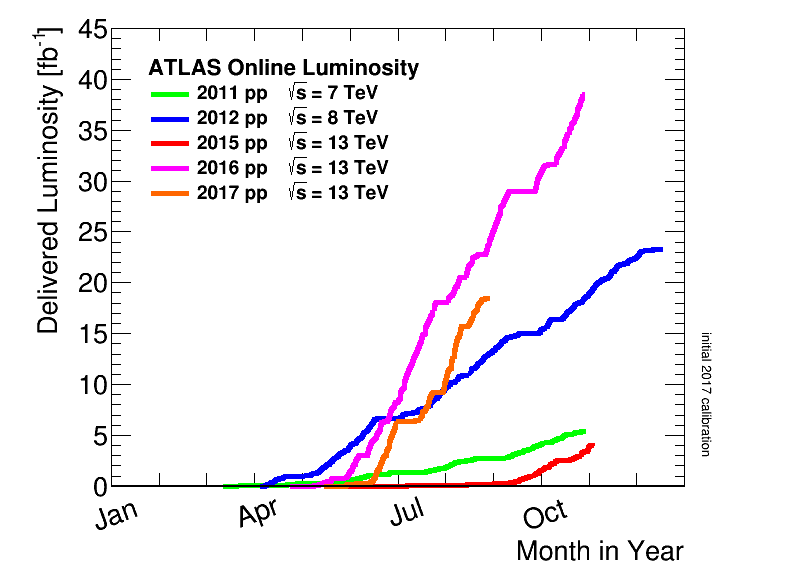 Delivered Luminosity [fb⁻¹]
45
40
35
30
25
20
15
10
5
0
ATLAS Online Luminosity
2011 pp √s = 7 TeV
2012 pp √s = 8 TeV
2015 pp √s = 13 TeV
2016 pp √s = 13 TeV
2017 pp √s = 13 TeV
initial 2017 calibration
Jan Apr Jul Oct
Month in Year